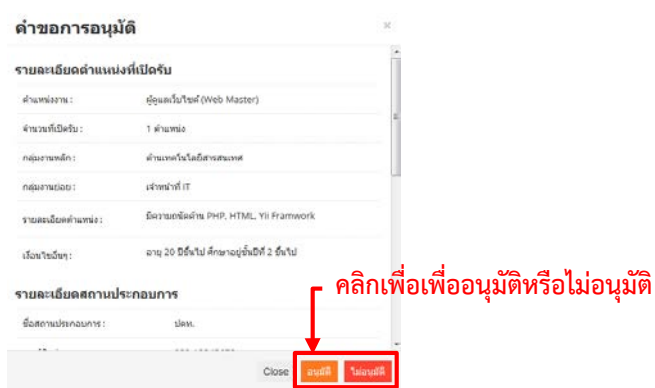 คำขอการอนุมัติ
×
รายละเอียดตำแหน่งที่เปิดรับ
ตำแหน่งงาน : ผู้ดูแลเว็บไซต์ (Web Master)
จำนวนที่เปิดรับ : 1 ตำแหน่ง
กลุ่มงานหลัก : ด้านเทคโนโลยีสารสนเทศ
กลุ่มงานย่อย : เจ้าหน้าที่ IT
รายละเอียดตำแหน่ง : มีความถนัดด้าน PHP, HTML, Yii Framwork
เงื่อนไขอื่นๆ : อายุ 20 ปีขึ้นไป ศึกษาอยู่ชั้นปีที่ 2 ขึ้นไป
รายละเอียดสถานประกอบการ
คลิกเพื่อเพื่ออนุมัติหรือไม่อนุมัติ
ชื่อสถานประกอบการ : ปตท.
Close อนุมัติ ไม่อนุมัติ